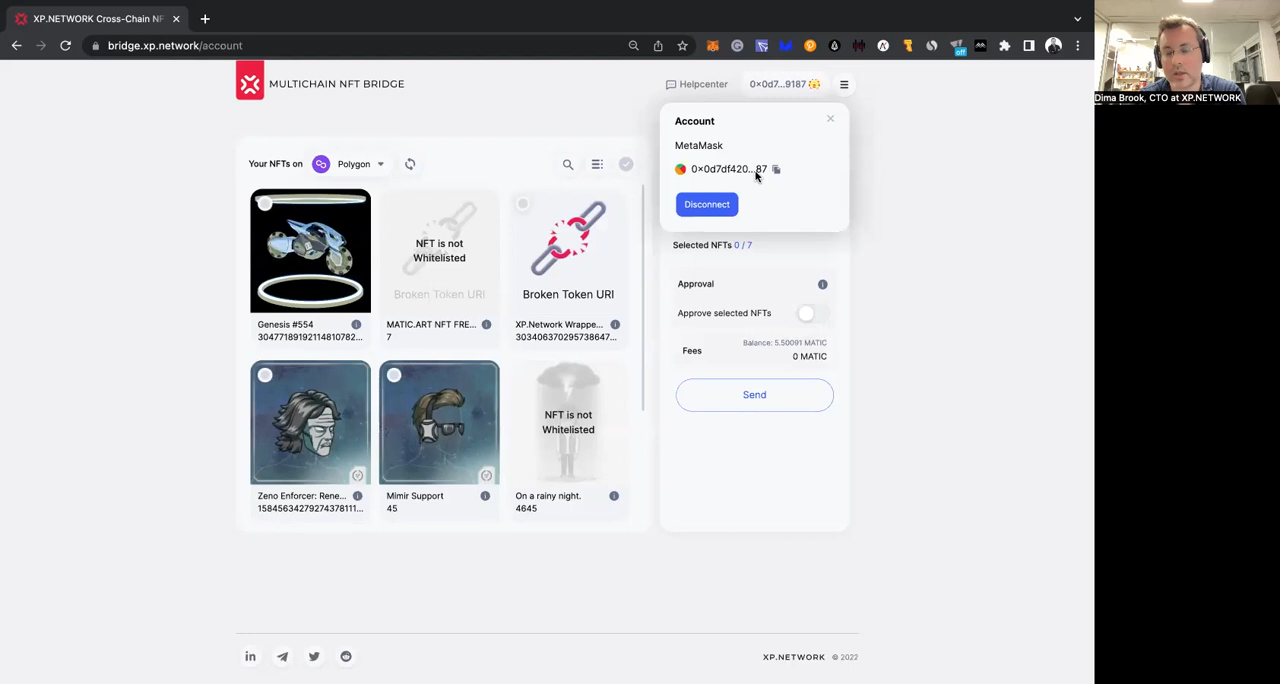 XP.NETWORK Cross-Chain NF
bridge.xp.network/account
off
Dima Brook, CTO at XP.NETWORK
MULTICHAIN NFT BRIDGE
Helpcenter
0x0d7...9187
Account
MetaMask
0x0d7df420...87
Disconnect
Your NFTs on
Polygon
NFT is not
Whitelisted
Broken Token URI
Broken Token URI
Genesis #554
30477189192114810782...
MATIC.ART NFT FRE...
7
XP.Network Wrappe...
303406370295738647...
NFT is not
Whitelisted
Zeno Enforcer: Rene...
15845634279274378111...
Mimir Support
45
On a rainy night.
4645
Selected NFTs 0 / 7
Approval
Approve selected NFTs
Fees
Balance: 5.50091 MATIC
0 MATIC
Send
XP.NETWORK © 2022